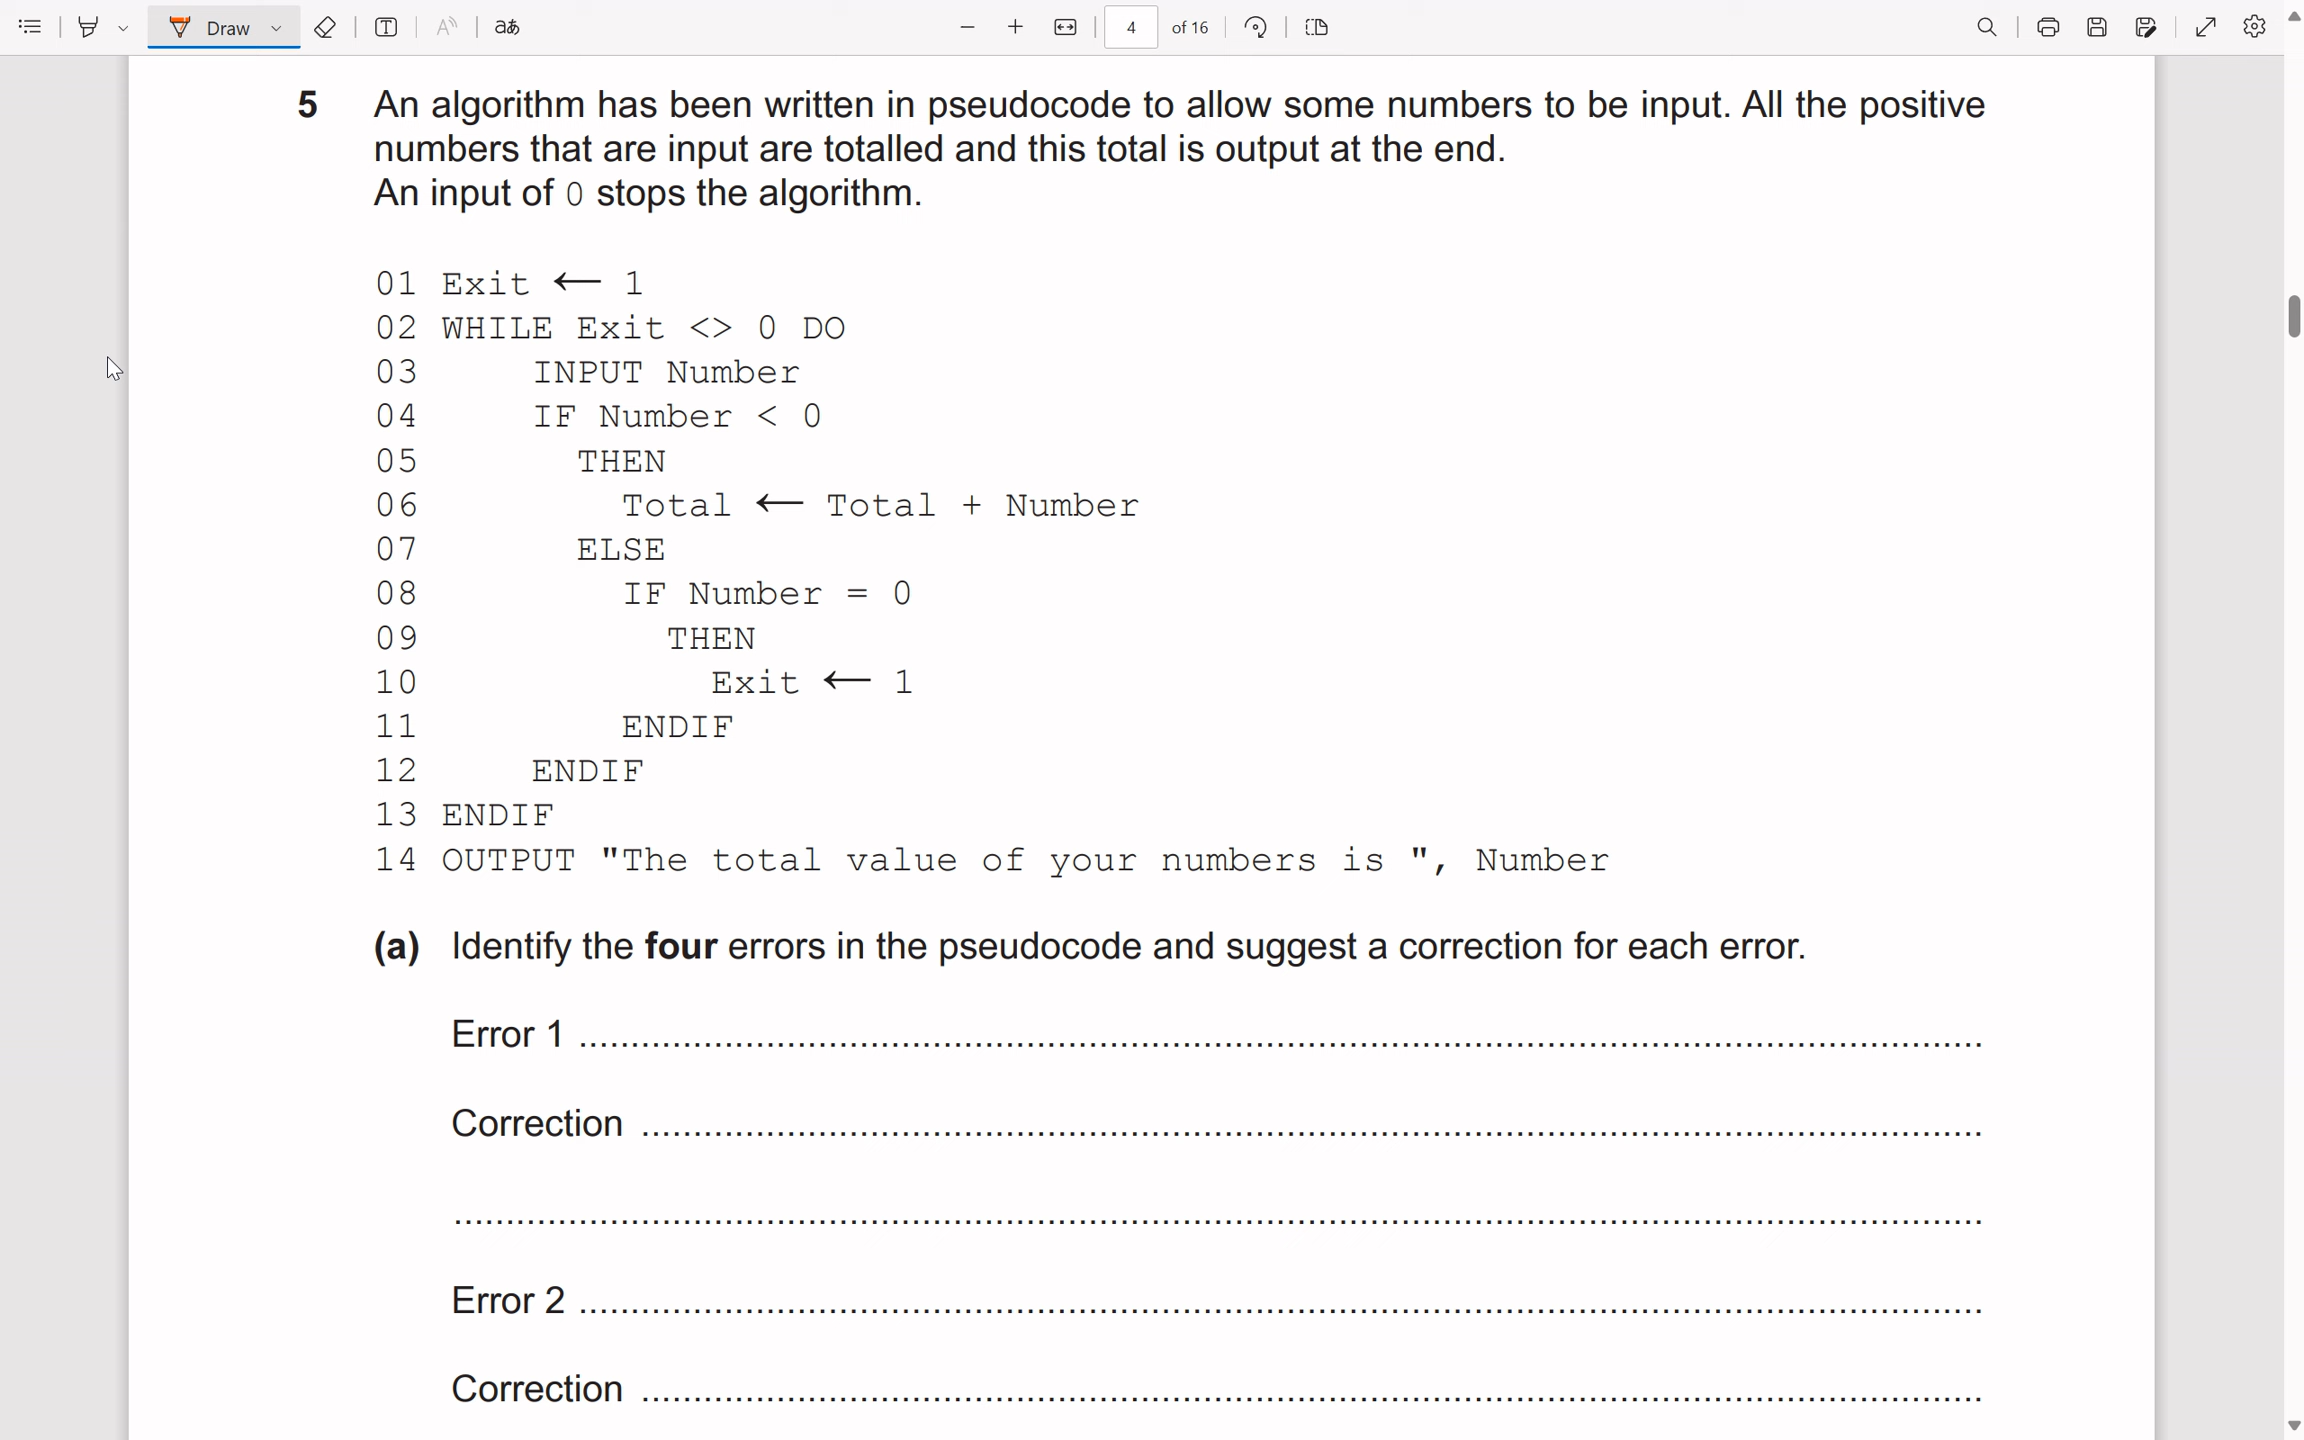 Draw
T
A
aあ
4 of 16
5 An algorithm has been written in pseudocode to allow some numbers to be input. All the positive
numbers that are input are totalled and this total is output at the end.
An input of 0 stops the algorithm.
01 Exit ← 1
02 WHILE Exit <> 0 DO
03 INPUT Number
04 IF Number < 0
05 THEN
06 Total ← Total + Number
07 ELSE
08 IF Number = 0
09 THEN
10 Exit ← 1
11 ENDIF
12 ENDIF
13 ENDIF
14 OUTPUT "The total value of your numbers is ", Number
(a) Identify the four errors in the pseudocode and suggest a correction for each error.
Error 1
Correction
Error 2
Correction